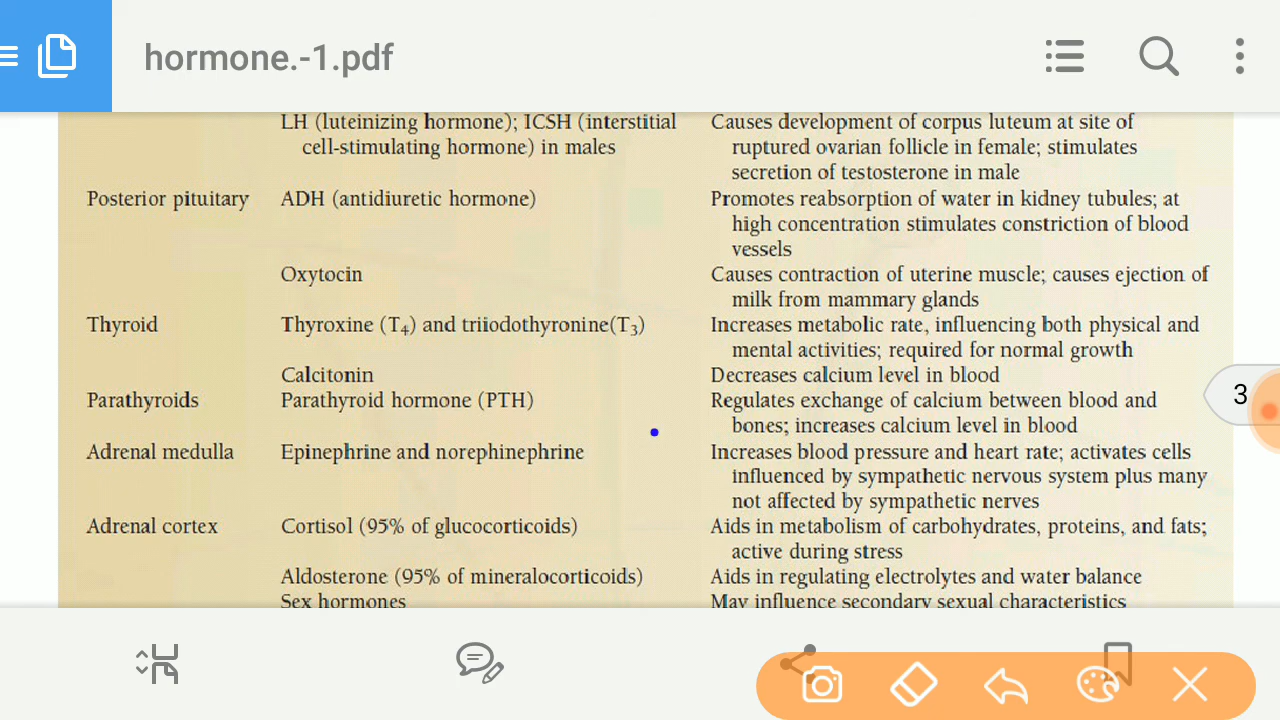 hormone.-1.pdf
LH (luteinizing hormone); ICSH (interstitial cell-stimulating hormone) in males
Causes development of corpus luteum at site of ruptured ovarian follicle in female; stimulates secretion of testosterone in male
Posterior pituitary
ADH (antidiuretic hormone)
Promotes reabsorption of water in kidney tubules; at high concentration stimulates constriction of blood vessels
Oxytocin
Causes contraction of uterine muscle; causes ejection of milk from mammary glands
Thyroid
Thyroxine (T4) and triiodothyronine(T3)
Increases metabolic rate, influencing both physical and mental activities; required for normal growth
Calcitonin
Decreases calcium level in blood
Parathyroids
Parathyroid hormone (PTH)
Regulates exchange of calcium between blood and bones; increases calcium level in blood
3
Adrenal medulla
Epinephrine and norephinephrine
Increases blood pressure and heart rate; activates cells influenced by sympathetic nervous system plus many not affected by sympathetic nerves
Adrenal cortex
Cortisol (95% of glucocorticoids)
Aids in metabolism of carbohydrates, proteins, and fats; active during stress
Aldosterone (95% of mineralocorticoids)
Aids in regulating electrolytes and water balance
Sex hormones
May influence secondary sexual characteristics